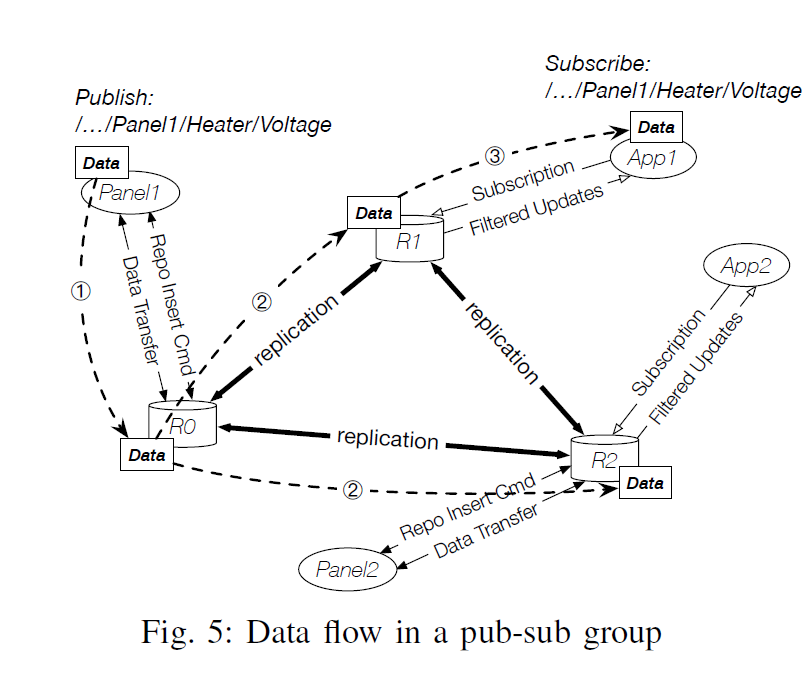 Subscribe:
/.../Panel1/Heater/Voltage
Publish:
/.../Panel1/Heater/Voltage
Data
App1
③
Subscription
Filtered Updates
Data
Panel1
Data
R1
①
②
Repo Insert Cmd
Data Transfer
replication
replication
App2
Subscription
Filtered Updates
R0
Data
replication
R2
Data
②
Repo Insert Cmd
Data Transfer
Panel2
Fig. 5: Data flow in a pub-sub group